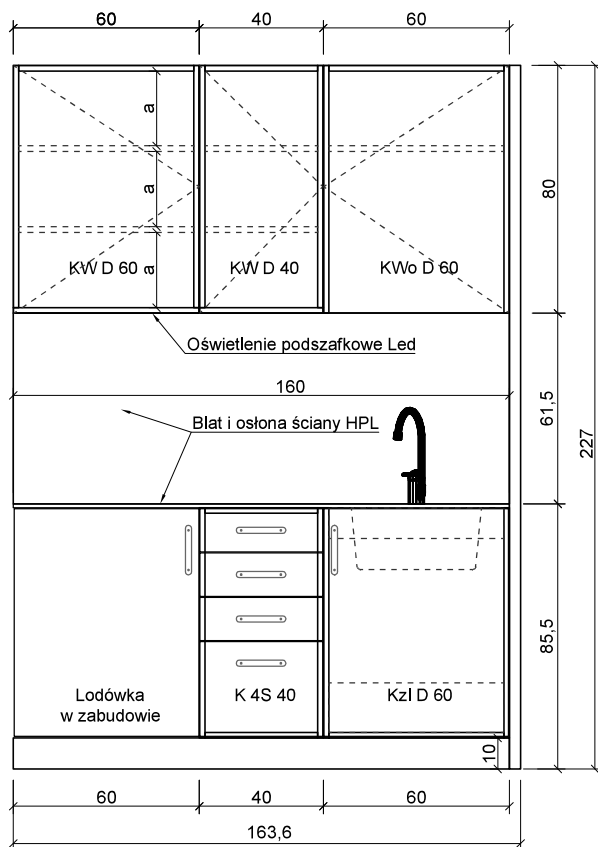 60 40 60
a
a
a
80
KW D 60 KW D 40 KWo D 60
Oświetlenie podszafkowe Led
160
61,5
Blat i osłona ściany HPL
227
85,5
Lodówka
w zabudowie
K 4S 40
Kzl D 60
10
60 40 60
163,6